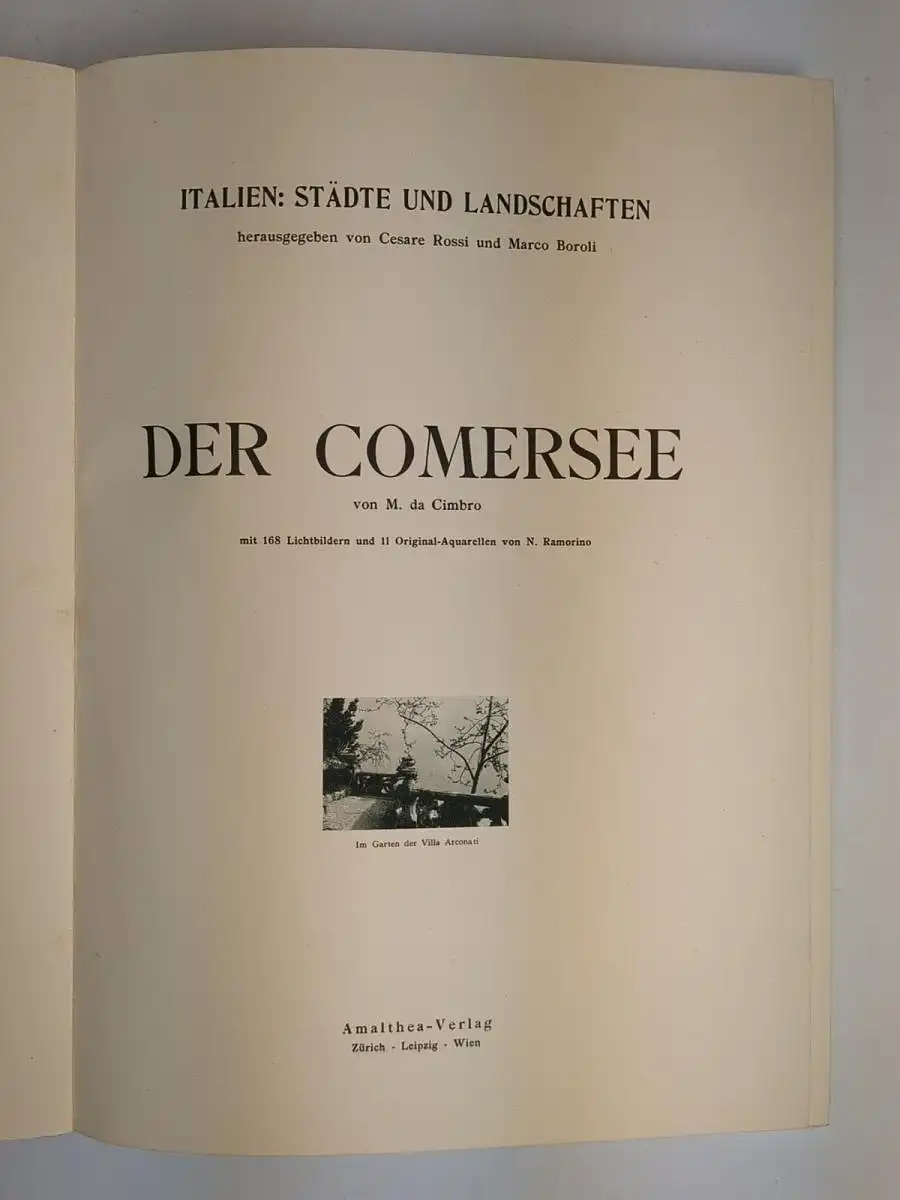 ITALIEN: STÄDTE UND LANDSCHAFTEN
herausgegeben von Cesare Rossi und Marco Boroli
DER COMERSEE
von M. da Cimbro
mit 168 Lichtbildern und 11 Original-Aquarellen von N. Ramorino
Im Garten der Villa Arconati
Amalthea-Verlag
Zürich - Leipzig - Wien